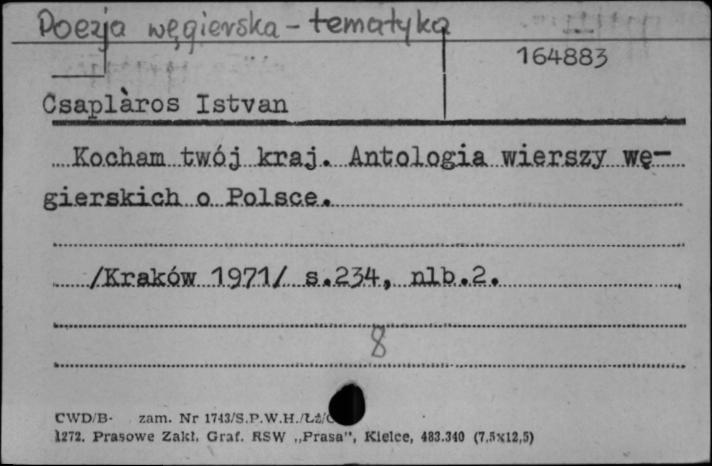 Poezja węgierska - tematyka
164883
Csaplàros Istvan
Kocham twój kraj. Antologia wierszy wę-
gierskich o Polsce.
/Kraków 1971/ s.234, nlb.2.
8
CWD/B- zam. Nr 1743/S.P.W.H./Łź/
1272. Prasowe Zakł. Graf. RSW „Prasa", Kielce, 483.340 (7,5x12,5)